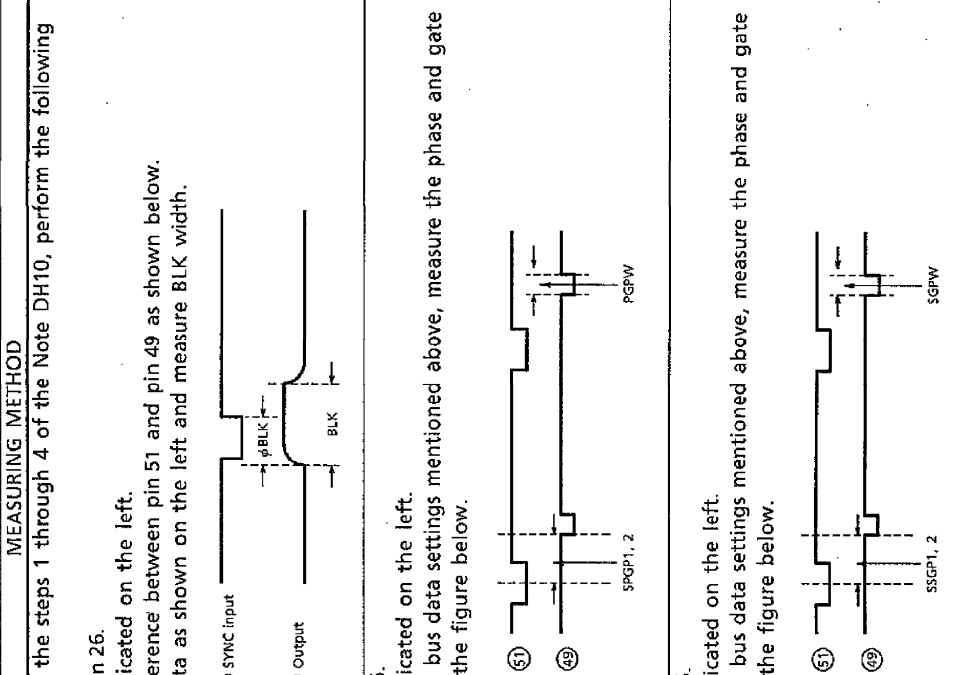 MEASURING METHOD
the steps 1 through 4 of the Note DH10, perform the following
n 26.
icated on the left.
erence between pin 51 and pin 49 as shown below.
ta as shown on the left and measure BLK width.
SYNC Input
φBLK
Output
BLK
icated on the left.
bus data settings mentioned above, measure the phase and gate
the figure below.
51
49
SPGP1, 2
PGPW
icated on the left.
bus data settings mentioned above, measure the phase and gate
the figure below.
51
49
SSGP1, 2
SGPW